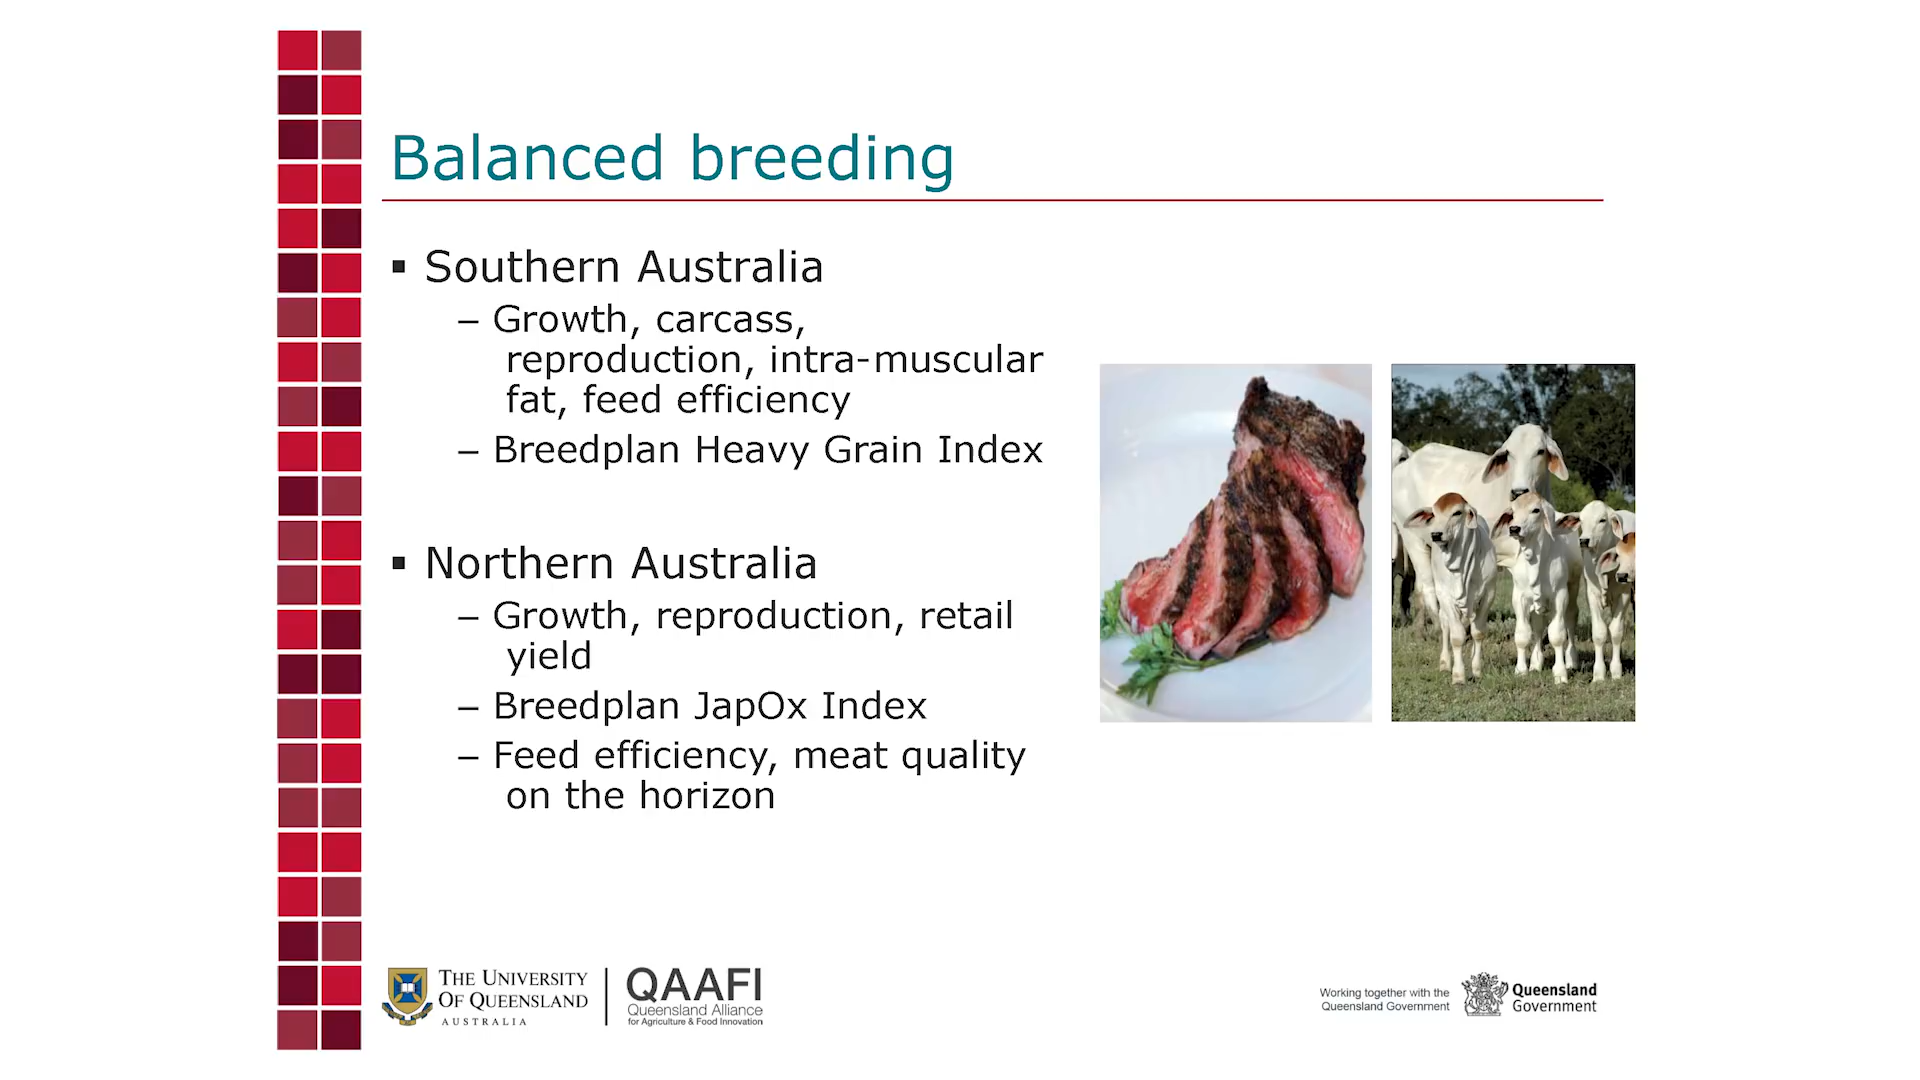 Balanced breeding
▪ Southern Australia
– Growth, carcass,
reproduction, intra-muscular
fat, feed efficiency
– Breedplan Heavy Grain Index
▪ Northern Australia
– Growth, reproduction, retail
yield
– Breedplan JapOx Index
– Feed efficiency, meat quality
on the horizon
THE UNIVERSITY
OF QUEENSLAND
AUSTRALIA
QAAFI
Queensland Alliance
for Agriculture & Food Innovation
Working together with the
Queensland Government
Queensland
Government